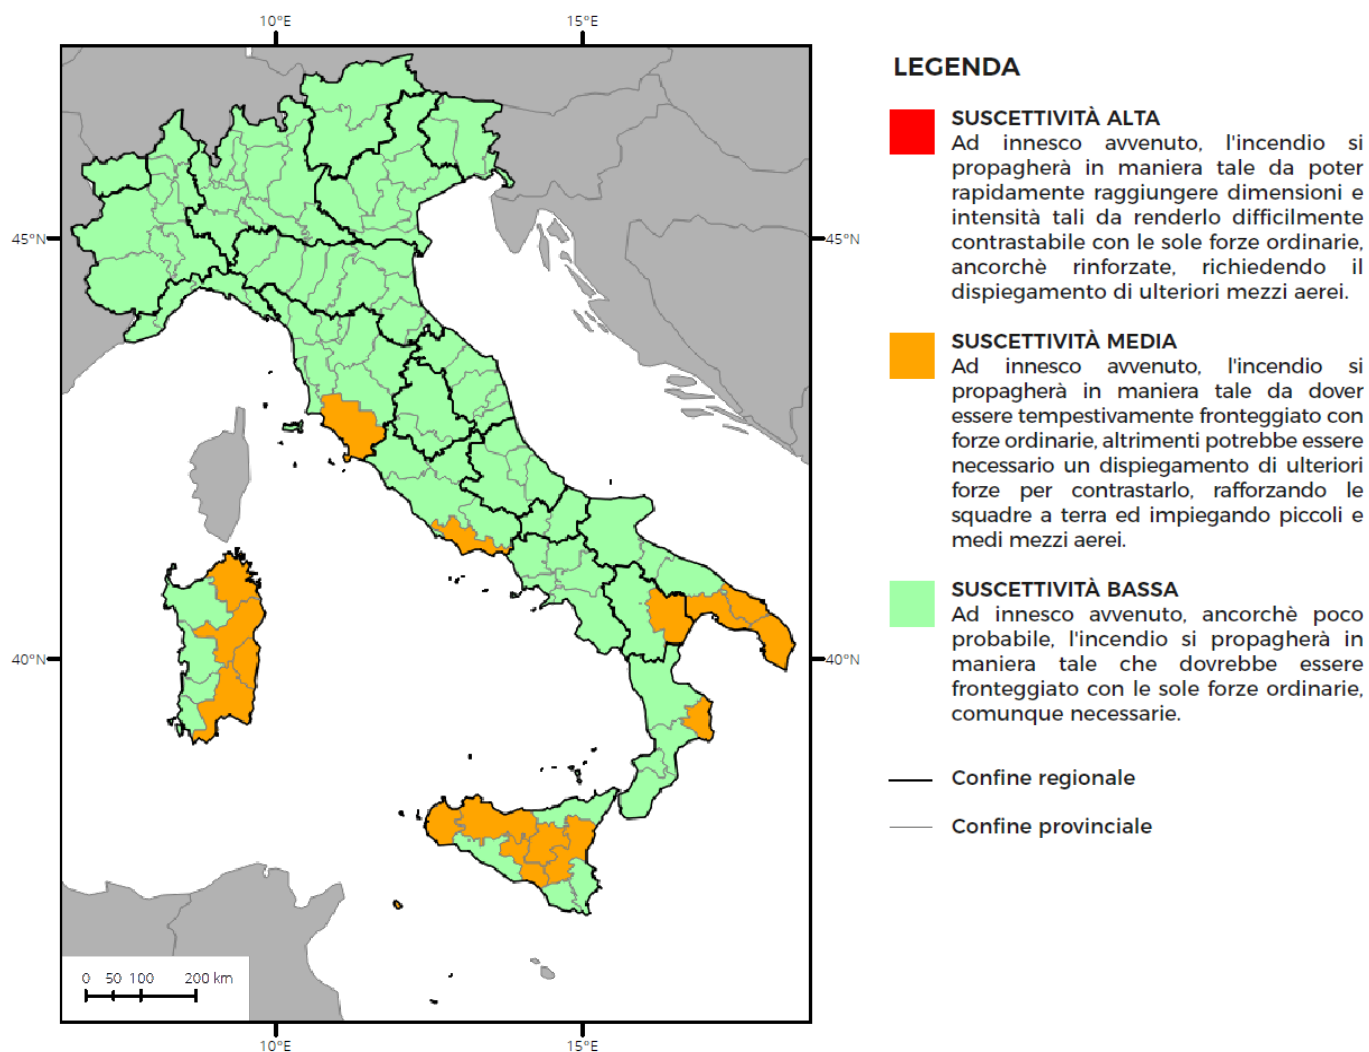 10°E 15°E
45°N 45°N
40°N 40°N
0 50 100 200 km
10°E 15°E
LEGENDA
SUSCETTIVITÀ ALTA
Ad innesco avvenuto, l'incendio si
propagherà in maniera tale da poter
rapidamente raggiungere dimensioni e
intensità tali da renderlo difficilmente
contrastabile con le sole forze ordinarie,
ancorchè rinforzate, richiedendo il
dispiegamento di ulteriori mezzi aerei.
SUSCETTIVITÀ MEDIA
Ad innesco avvenuto, l'incendio si
propagherà in maniera tale da dover
essere tempestivamente fronteggiato con
forze ordinarie, altrimenti potrebbe essere
necessario un dispiegamento di ulteriori
forze per contrastarlo, rafforzando le
squadre a terra ed impiegando piccoli e
medi mezzi aerei.
SUSCETTIVITÀ BASSA
Ad innesco avvenuto, ancorchè poco
probabile, l'incendio si propagherà in
maniera tale che dovrebbe essere
fronteggiato con le sole forze ordinarie,
comunque necessarie.
Confine regionale
Confine provinciale